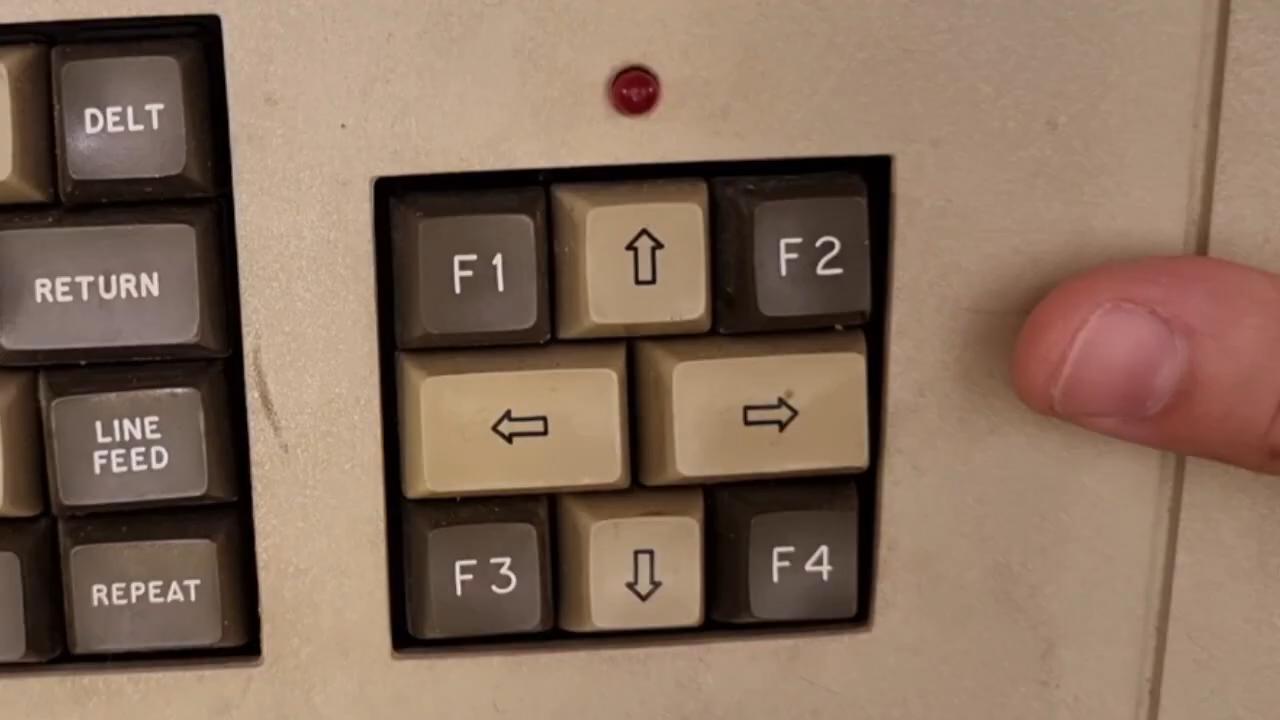 DELT
RETURN
LINE
FEED
REPEAT
F1 ⇧ F2
⇦ ⇨
F3 ⇩ F4